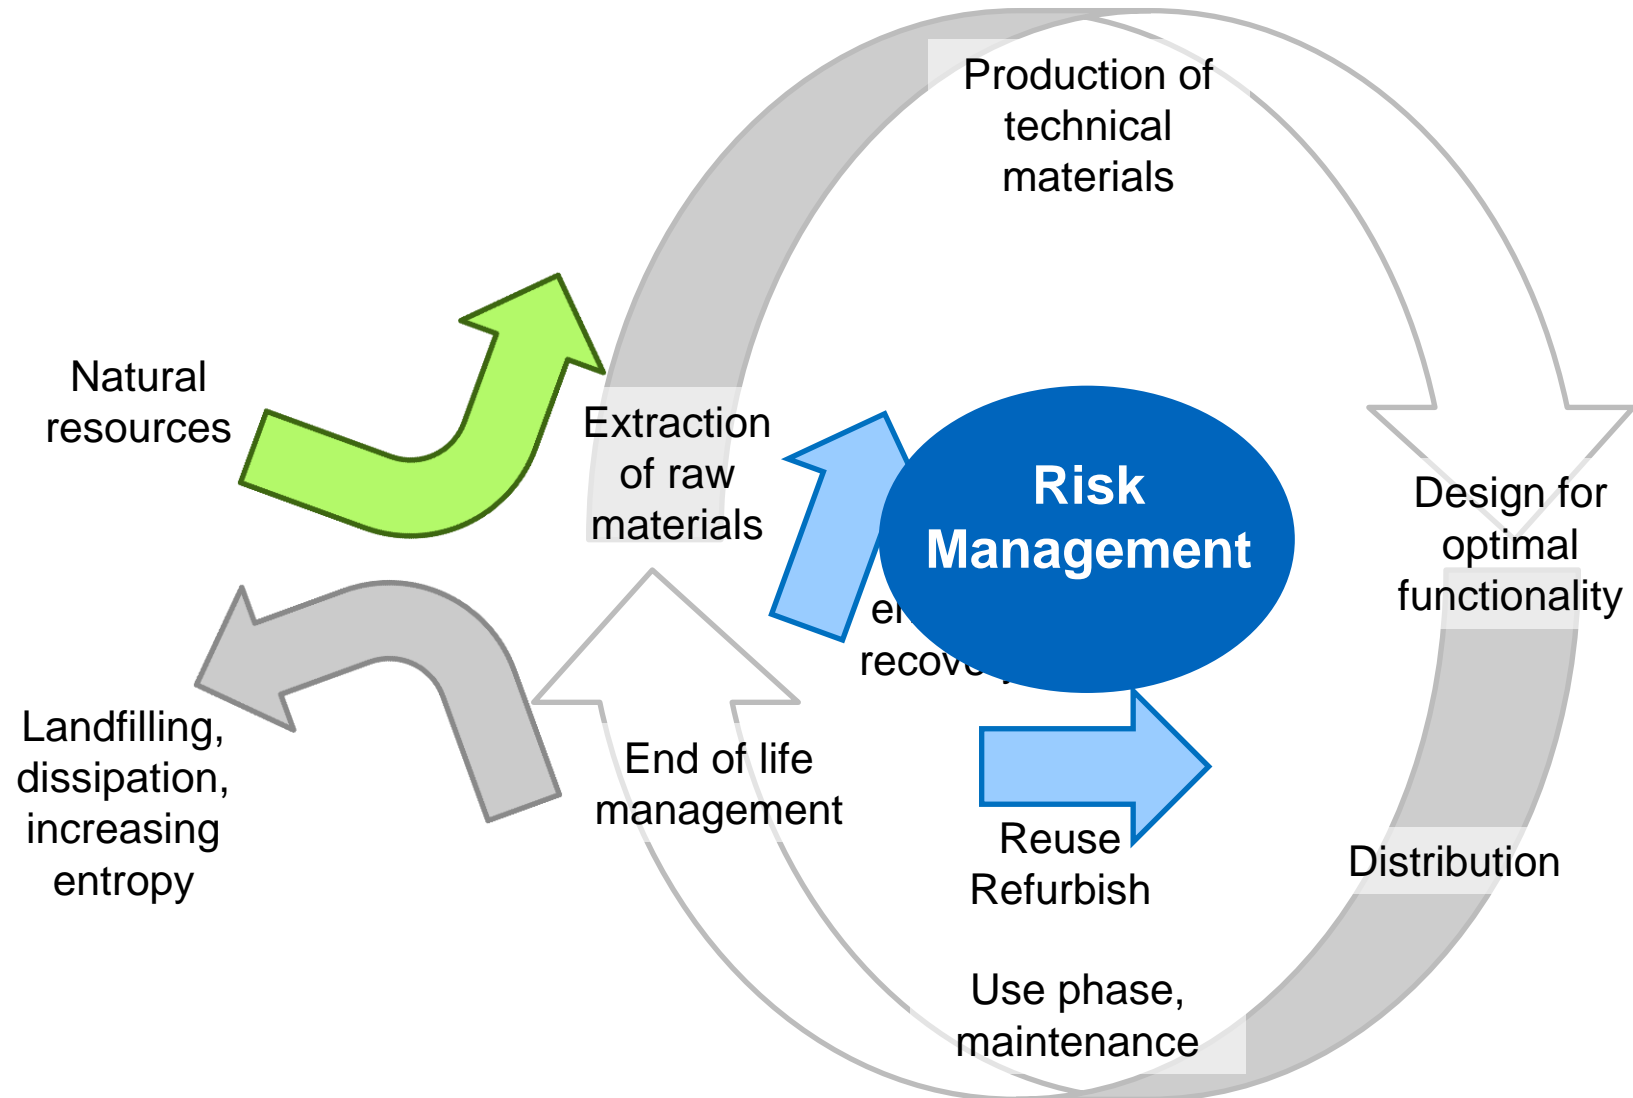 Production of
technical
materials
Natural
resources
Extraction
of raw
materials
Risk
Management
Design for
optimal
functionality
Landfilling,
dissipation,
increasing
entropy
End of life
management
Reuse
Refurbish
Distribution
Use phase,
maintenance